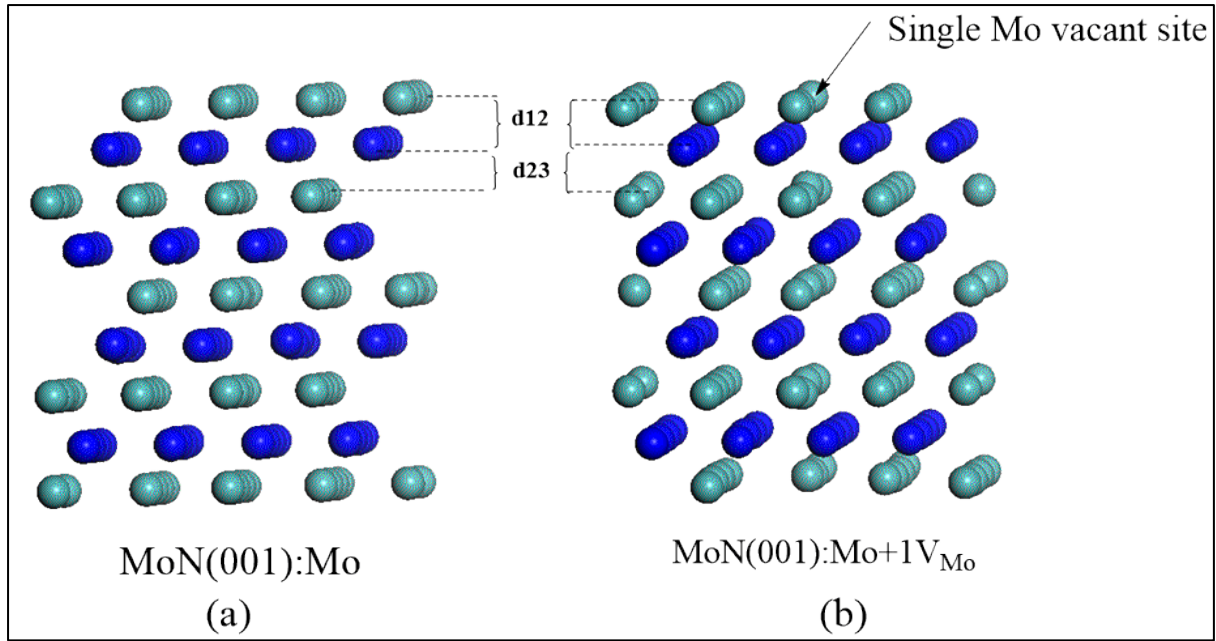 Single Mo vacant site
d12
d23
MoN(001):Mo
MoN(001):Mo+1V_Mo
(a)
(b)